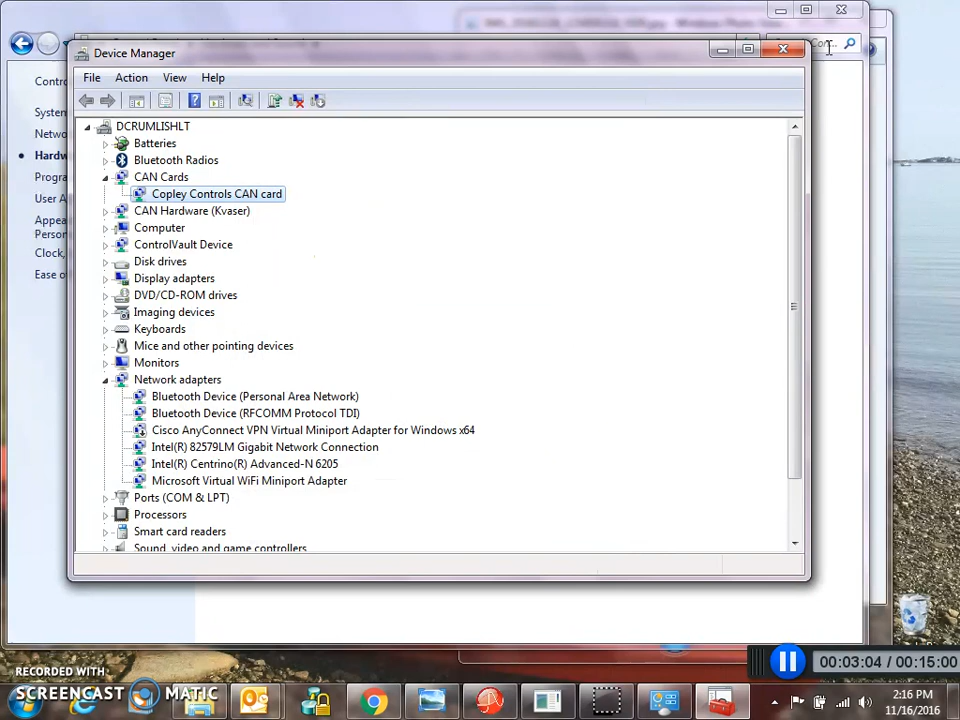 Device Manager
Con...
File Action View Help
Contro
System
Netwo
Hardw
Progra
User A
Appea
Person
Clock,
Ease o
DCRUMLISHLT
Batteries
Bluetooth Radios
CAN Cards
Copley Controls CAN card
CAN Hardware (Kvaser)
Computer
ControlVault Device
Disk drives
Display adapters
DVD/CD-ROM drives
Imaging devices
Keyboards
Mice and other pointing devices
Monitors
Network adapters
Bluetooth Device (Personal Area Network)
Bluetooth Device (RFCOMM Protocol TDI)
Cisco AnyConnect VPN Virtual Miniport Adapter for Windows x64
Intel(R) 82579LM Gigabit Network Connection
Intel(R) Centrino(R) Advanced-N 6205
Microsoft Virtual WiFi Miniport Adapter
Ports (COM & LPT)
Processors
Smart card readers
Sound, video and game controllers
RECORDED WITH
SCREENCAST MATIC
00:03:04 / 00:15:00
2:16 PM
11/16/2016